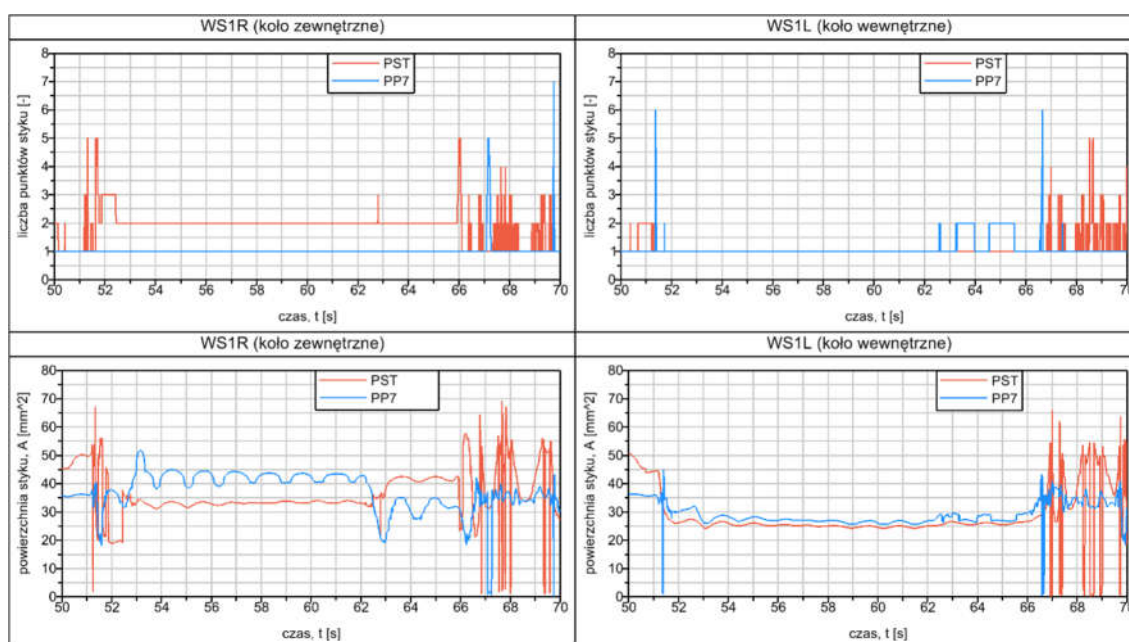 WS1R (koło zewnętrzne)
WS1L (koło wewnętrzne)
liczba punktów styku [-]
8
7
6
5
4
3
2
1
0
PST
PP7
50 52 54 56 58 60 62 64 66 68 70
czas, t [s]
liczba punktów styku [-]
8
7
6
5
4
3
2
1
0
PST
PP7
50 52 54 56 58 60 62 64 66 68 70
czas, t [s]
WS1R (koło zewnętrzne)
WS1L (koło wewnętrzne)
powierzchnia styku, A [mm^2]
80
70
60
50
40
30
20
10
0
PST
PP7
50 52 54 56 58 60 62 64 66 68 70
czas, t [s]
powierzchnia styku, A [mm^2]
80
70
60
50
40
30
20
10
0
PST
PP7
50 52 54 56 58 60 62 64 66 68 70
czas, t [s]